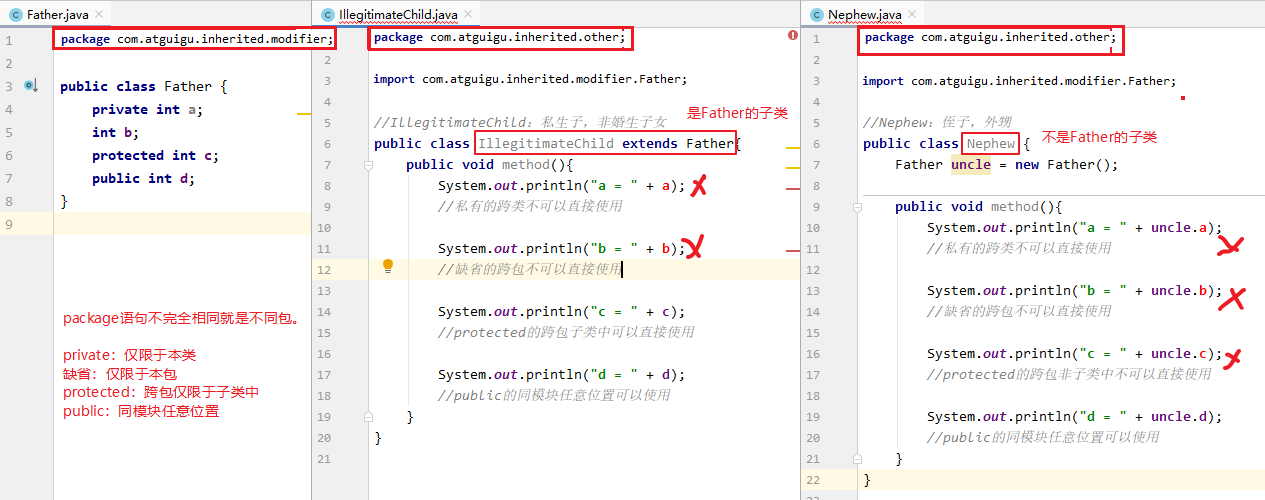 Father.java
package com.atguigu.inherited.modifier;
public class Father {
private int a;
int b;
protected int c;
public int d;
}
package语句不完全相同就是不同包。
private：仅限于本类
缺省：仅限于本包
protected：跨包仅限于子类中
public：同模块任意位置
1
2
3
4
5
6
7
8
9
IllegitimateChild.java
package com.atguigu.inherited.other;
import com.atguigu.inherited.modifier.Father;
是Father的子类
//IllegitimateChild：私生子，非婚生子女
public class IllegitimateChild extends Father{
public void method(){
System.out.println("a = " + a);
//私有的跨类不可以直接使用
System.out.println("b = " + b);
//缺省的跨包不可以直接使用
System.out.println("c = " + c);
//protected的跨包子类中可以直接使用
System.out.println("d = " + d);
//public的同模块任意位置可以使用
}
}
2
3
4
5
6
7
8
9
10
11
12
13
14
15
16
17
18
19
20
21
Nephew.java
package com.atguigu.inherited.other;
import com.atguigu.inherited.modifier.Father;
//Nephew：侄子，外甥
public class Nephew {
不是Father的子类
Father uncle = new Father();
public void method(){
System.out.println("a = " + uncle.a);
//私有的跨类不可以直接使用
System.out.println("b = " + uncle.b);
//缺省的跨包不可以直接使用
System.out.println("c = " + uncle.c);
//protected的跨包非子类中不可以直接使用
System.out.println("d = " + uncle.d);
//public的同模块任意位置可以使用
}
}
1
2
3
4
5
6
7
8
9
10
11
12
13
14
15
16
17
18
19
20
21
22